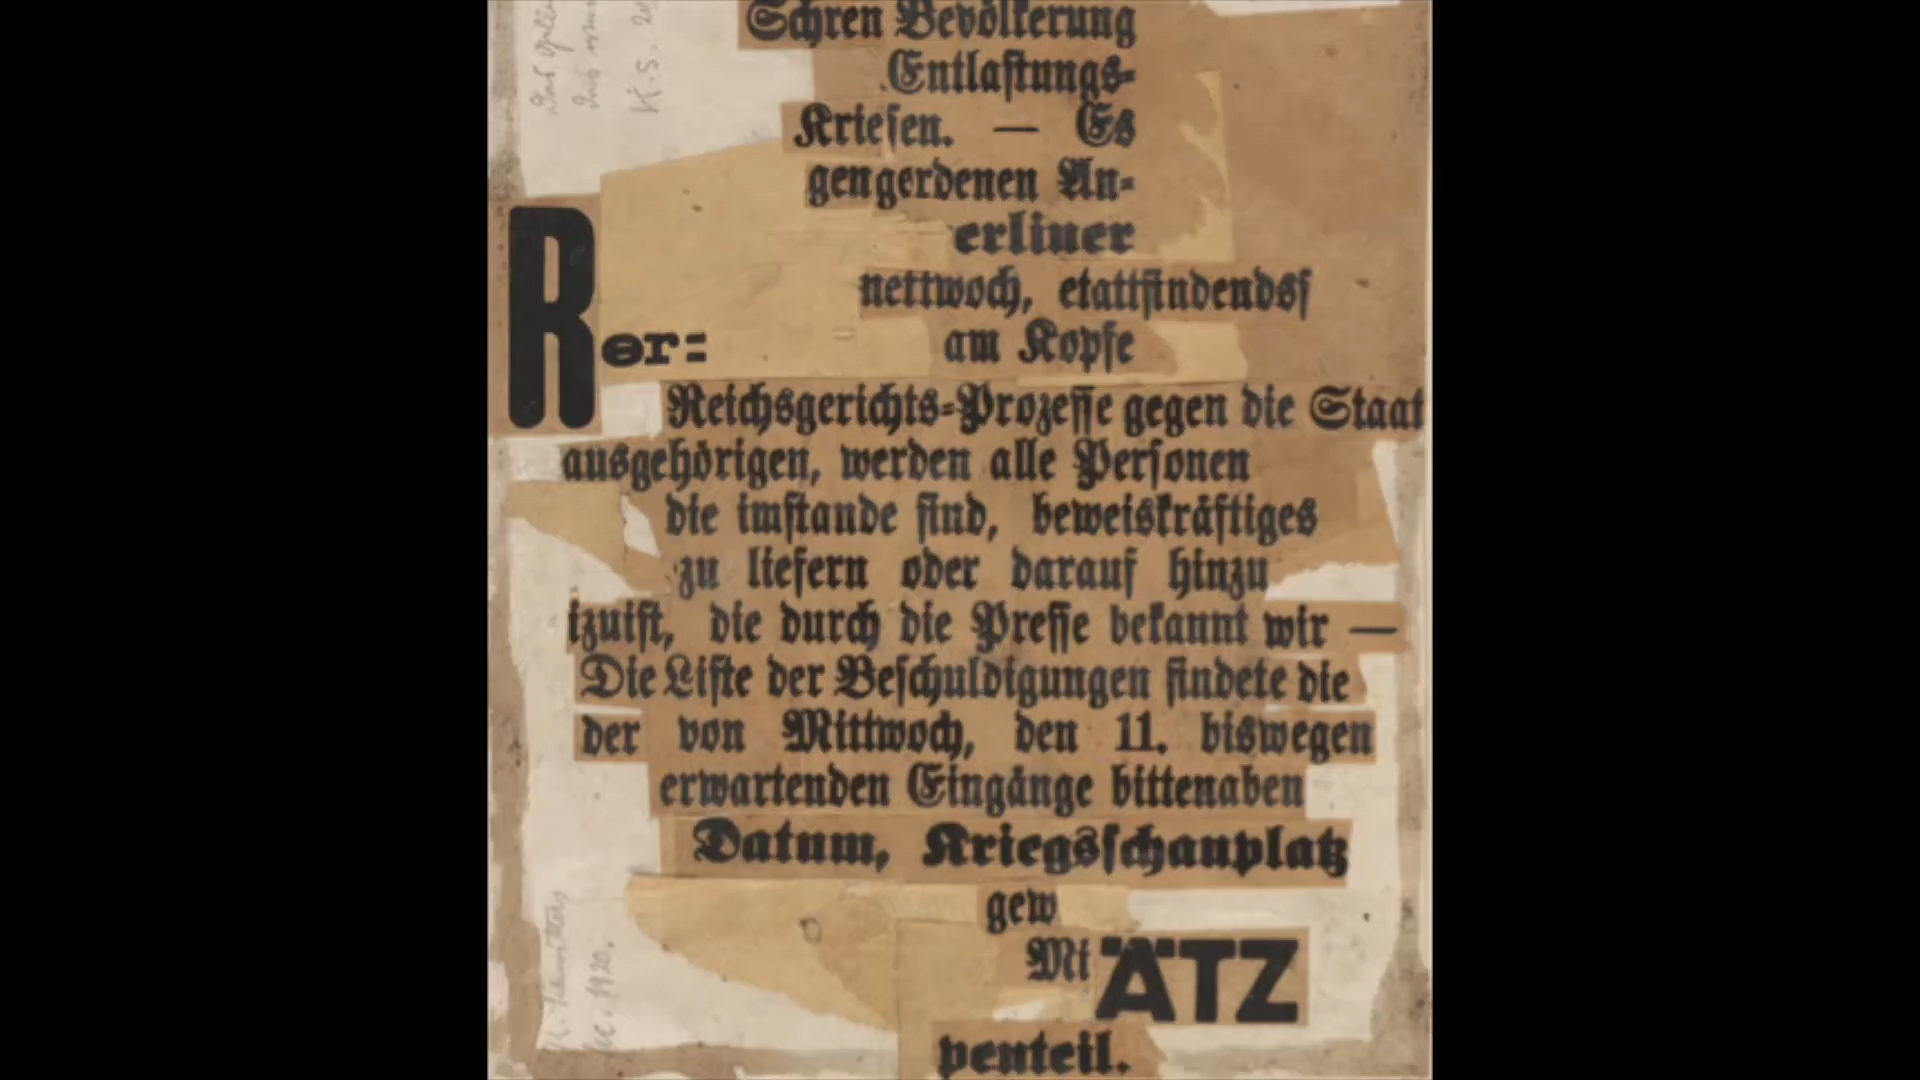 Schren Bevölkerung
Entlastungs-
Kriesen. — Es
gengerdenen An-
erliner
nettwoch, etattfindendsf
am Kopfe
R
er:
Reichsgerichts-Prozesse gegen die Staat
ausgehörigen, werden alle Personen
die imstande sind, beweiskräftiges
zu liefern oder darauf hinzu
izuist, die durch die Presse bekannt wir —
Die Liste der Beschuldigungen findete die
der von Mittwoch, den 11. biswegen
erwartenden Eingänge bittenaben
Datum, Kriegsschauplatz
gew
Mi ÄTZ
penteil.
K. S. 20
1920.